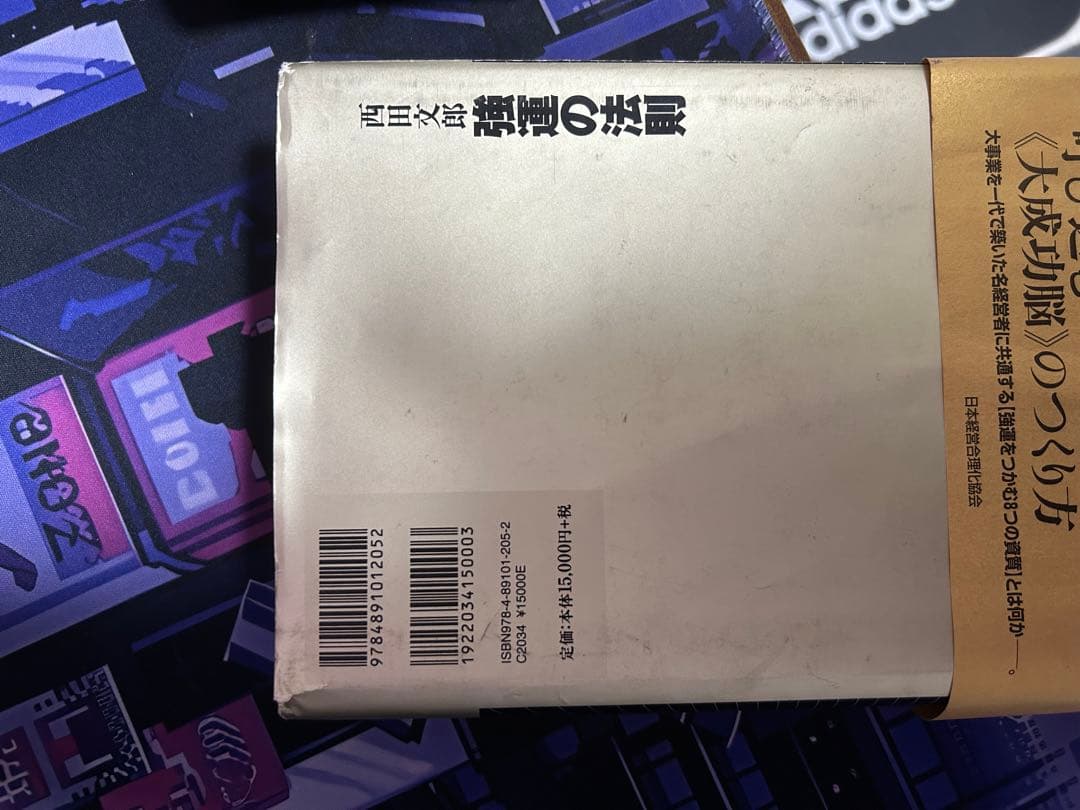 西田文郎 強運の法則
9784891012052
1922034150003
ISBN978-4-89101-205-2
C2034 ¥15000E
定価:本体15,000円+税
《大成功脳》のつくり方
大事業を一代で築いた名経営者に共通する【強運をつかむ8つの資質】とは何か―。
日本経営合理化協会
adidas